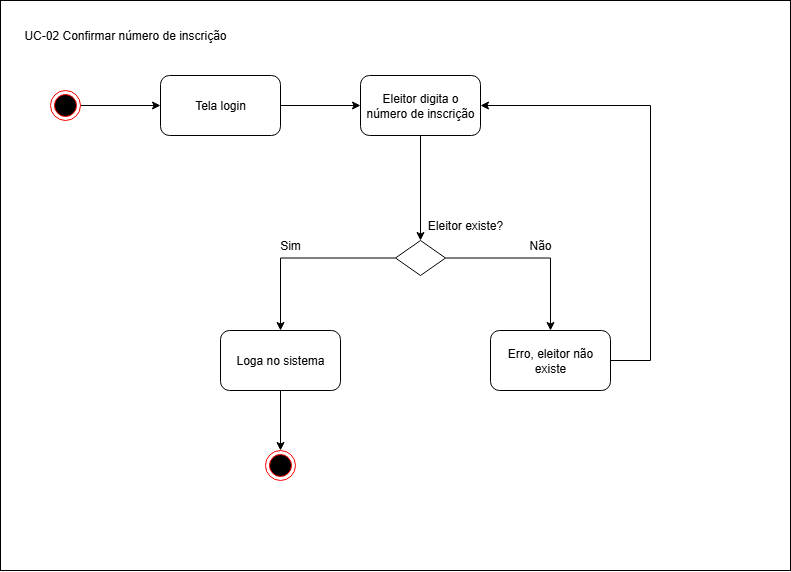 UC-02 Confirmar número de inscrição
Tela login
Eleitor digita o
número de inscrição
Eleitor existe?
Sim
Não
Loga no sistema
Erro, eleitor não
existe